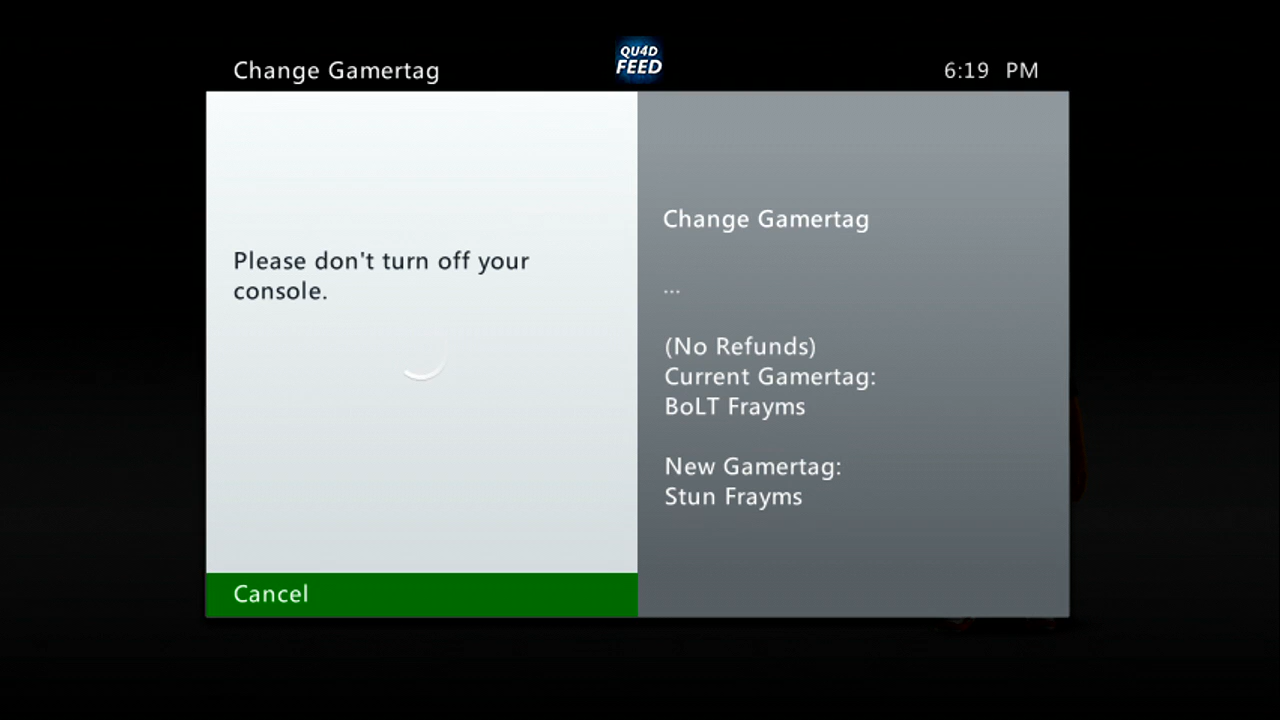 Change Gamertag
QU4D
FEED
6:19 PM
Please don't turn off your
console.
Cancel
Change Gamertag
...
(No Refunds)
Current Gamertag:
BoLT Frayms
New Gamertag:
Stun Frayms